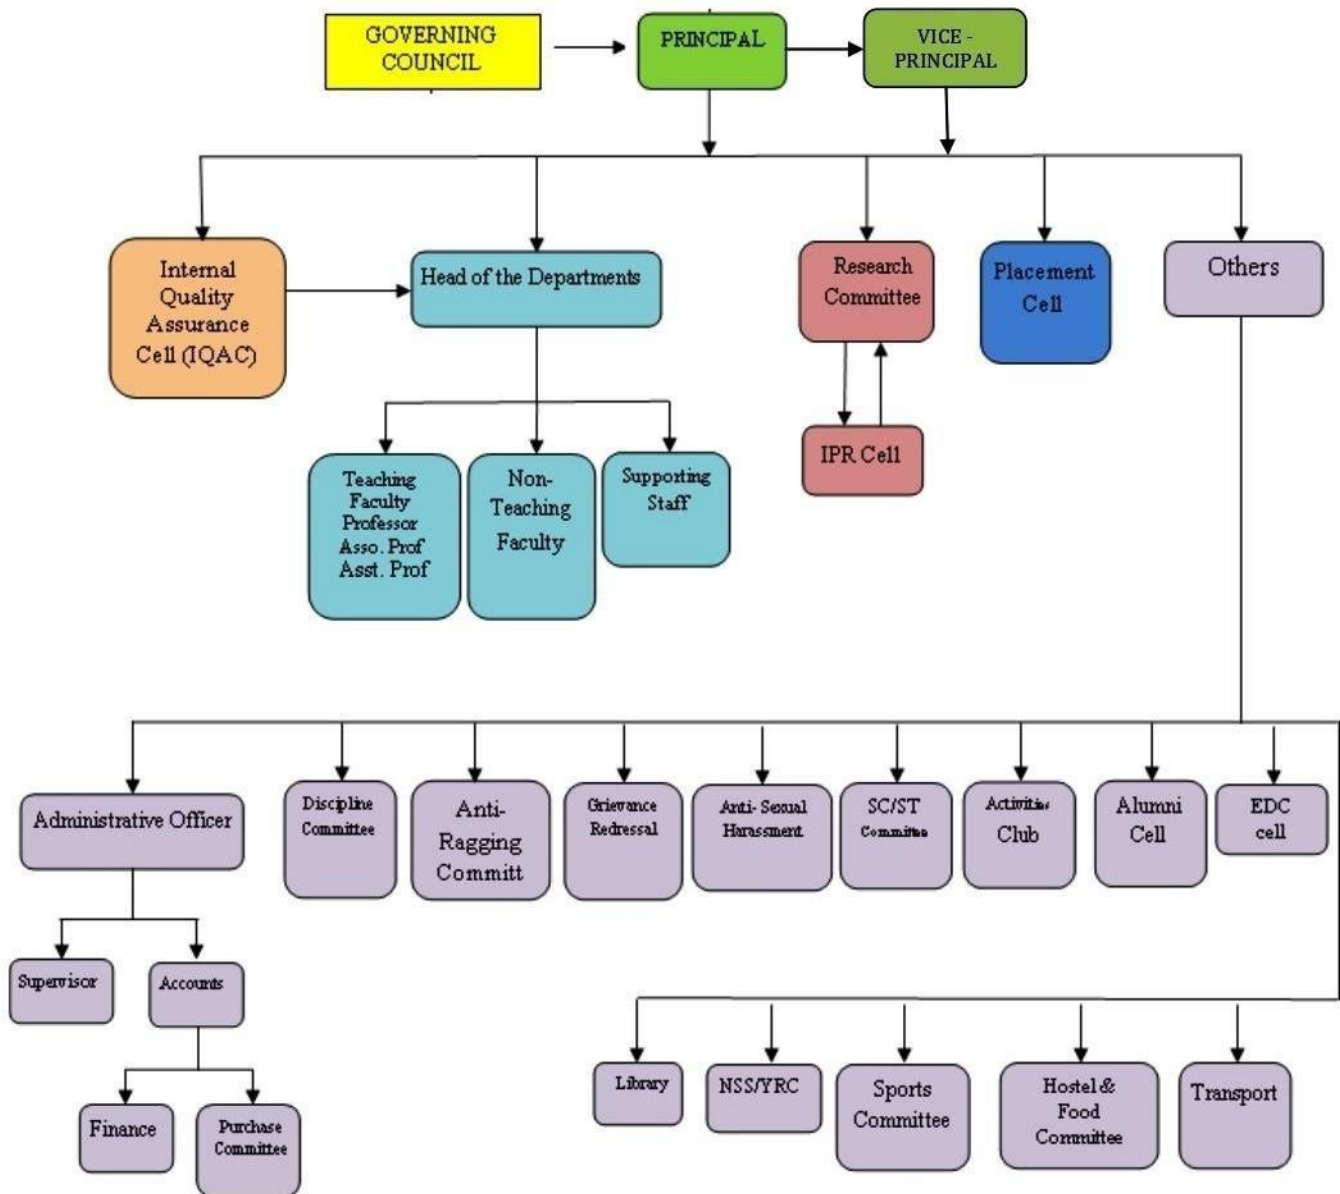 GOVERNING
COUNCIL
PRINCIPAL
VICE -
PRINCIPAL
Internal
Quality
Assurance
Cell (IQAC)
Head of the Departments
Research
Committee
Placement
Cell
Others
IPR Cell
Teaching
Faculty
Professor
Asso. Prof
Asst. Prof
Non-
Teaching
Faculty
Supporting
Staff
Administrative Officer
Discipline
Committee
Anti-
Ragging
Committ
Grievance
Redressal
Anti- Sexual
Harassment
SC/ST
Committee
Activities
Club
Alumni
Cell
EDC
cell
Supervisor
Accounts
Finance
Purchase
Committee
Library
NSS/YRC
Sports
Committee
Hostel &
Food
Committee
Transport